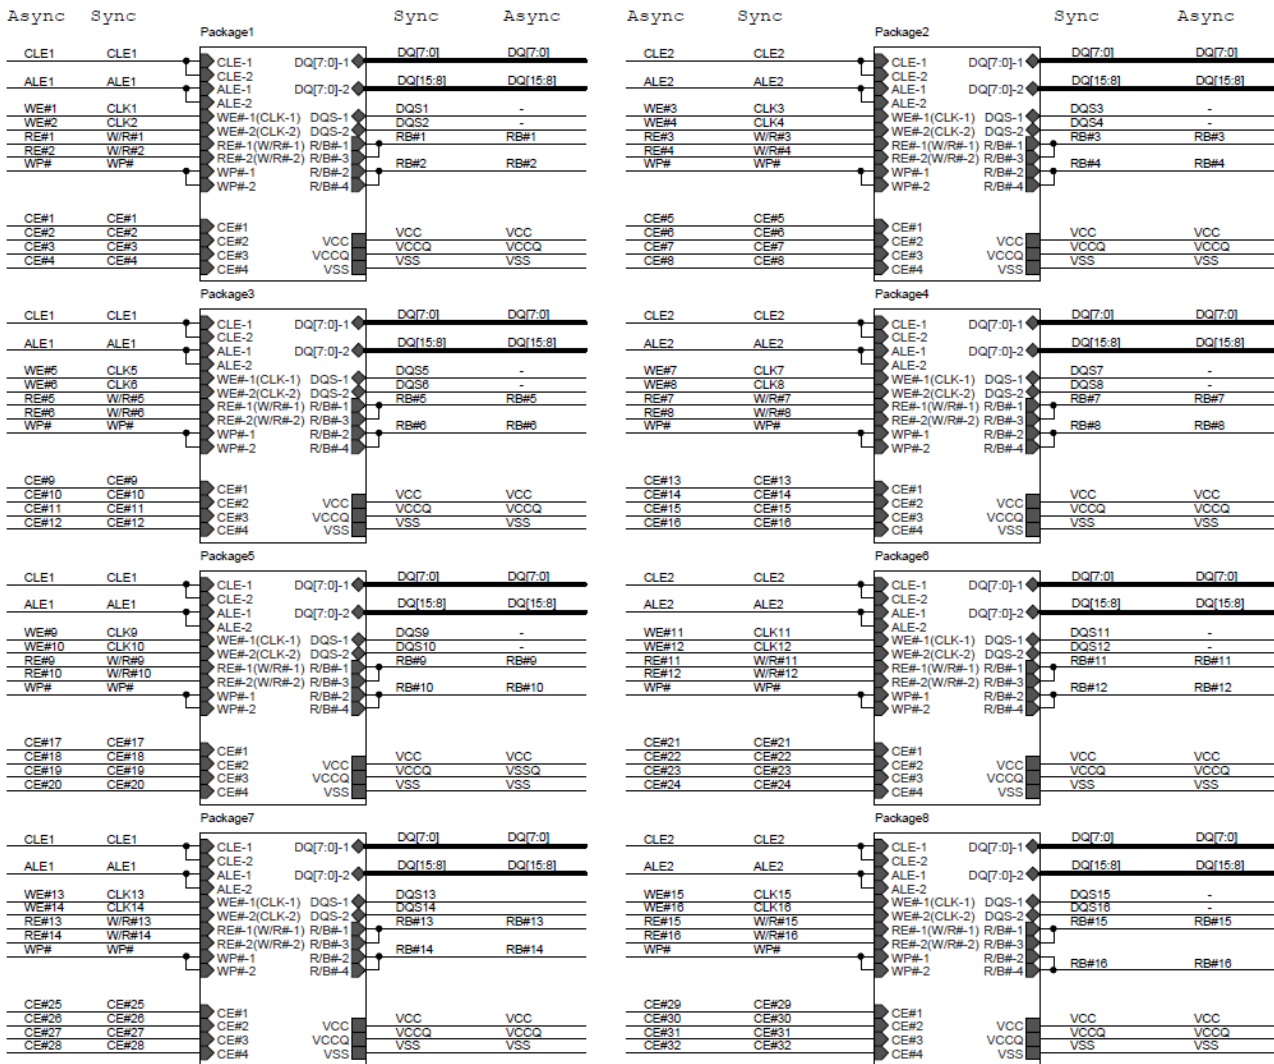 Async Sync Sync Async Async Sync Sync Async
Package1 Package2
CLE1 CLE1 CLE-1 DQ[7:0]-1 DQ[7:0] DQ[7:0] CLE2 CLE2 CLE-1 DQ[7:0]-1 DQ[7:0] DQ[7:0]
CLE-2 CLE-2
ALE1 ALE1 ALE-1 DQ[7:0]-2 DQ[15:8] DQ[15:8] ALE2 ALE2 ALE-1 DQ[7:0]-2 DQ[15:8] DQ[15:8]
ALE-2 ALE-2
WE#1 CLK1 WE#-1(CLK-1) DQS-1 DQS1 - WE#3 CLK3 WE#-1(CLK-1) DQS-1 DQS3 -
WE#2 CLK2 WE#-2(CLK-2) DQS-2 DQS2 - WE#4 CLK4 WE#-2(CLK-2) DQS-2 DQS4 -
RE#1 W/R#1 RE#-1(W/R#-1) R/B#-1 RB#1 RB#1 RE#3 W/R#3 RE#-1(W/R#-1) R/B#-1 RB#3 RB#3
RE#2 W/R#2 RE#-2(W/R#-2) R/B#-3 RE#4 W/R#4 RE#-2(W/R#-2) R/B#-3
WP# WP# WP#-1 R/B#-2 RB#2 RB#2 WP# WP# WP#-1 R/B#-2 RB#4 RB#4
WP#-2 R/B#-4 WP#-2 R/B#-4
CE#1 CE#1 CE#1 CE#5 CE#5 CE#1
CE#2 CE#2 CE#2 VCC VCC VCC CE#6 CE#6 CE#2 VCC VCC VCC
CE#3 CE#3 CE#3 VCCQ VCCQ VCCQ CE#7 CE#7 CE#3 VCCQ VCCQ VCCQ
CE#4 CE#4 CE#4 VSS VSS VSS CE#8 CE#8 CE#4 VSS VSS VSS
Package3 Package4
CLE1 CLE1 CLE-1 DQ[7:0]-1 DQ[7:0] DQ[7:0] CLE2 CLE2 CLE-1 DQ[7:0]-1 DQ[7:0] DQ[7:0]
CLE-2 CLE-2
ALE1 ALE1 ALE-1 DQ[7:0]-2 DQ[15:8] DQ[15:8] ALE2 ALE2 ALE-1 DQ[7:0]-2 DQ[15:8] DQ[15:8]
ALE-2 ALE-2
WE#5 CLK5 WE#-1(CLK-1) DQS-1 DQS5 - WE#7 CLK7 WE#-1(CLK-1) DQS-1 DQS7 -
WE#6 CLK6 WE#-2(CLK-2) DQS-2 DQS6 - WE#8 CLK8 WE#-2(CLK-2) DQS-2 DQS8 -
RE#5 W/R#5 RE#-1(W/R#-1) R/B#-1 RB#5 RB#5 RE#7 W/R#7 RE#-1(W/R#-1) R/B#-1 RB#7 RB#7
RE#6 W/R#6 RE#-2(W/R#-2) R/B#-3 RE#8 W/R#8 RE#-2(W/R#-2) R/B#-3
WP# WP# WP#-1 R/B#-2 RB#6 RB#6 WP# WP# WP#-1 R/B#-2 RB#8 RB#8
WP#-2 R/B#-4 WP#-2 R/B#-4
CE#9 CE#9 CE#1 CE#13 CE#13 CE#1
CE#10 CE#10 CE#2 VCC VCC VCC CE#14 CE#14 CE#2 VCC VCC VCC
CE#11 CE#11 CE#3 VCCQ VCCQ VCCQ CE#15 CE#15 CE#3 VCCQ VCCQ VCCQ
CE#12 CE#12 CE#4 VSS VSS VSS CE#16 CE#16 CE#4 VSS VSS VSS
Package5 Package6
CLE1 CLE1 CLE-1 DQ[7:0]-1 DQ[7:0] DQ[7:0] CLE2 CLE2 CLE-1 DQ[7:0]-1 DQ[7:0] DQ[7:0]
CLE-2 CLE-2
ALE1 ALE1 ALE-1 DQ[7:0]-2 DQ[15:8] DQ[15:8] ALE2 ALE2 ALE-1 DQ[7:0]-2 DQ[15:8] DQ[15:8]
ALE-2 ALE-2
WE#9 CLK9 WE#-1(CLK-1) DQS-1 DQS9 - WE#11 CLK11 WE#-1(CLK-1) DQS-1 DQS11 -
WE#10 CLK10 WE#-2(CLK-2) DQS-2 DQS10 - WE#12 CLK12 WE#-2(CLK-2) DQS-2 DQS12 -
RE#9 W/R#9 RE#-1(W/R#-1) R/B#-1 RB#9 RB#9 RE#11 W/R#11 RE#-1(W/R#-1) R/B#-1 RB#11 RB#11
RE#10 W/R#10 RE#-2(W/R#-2) R/B#-3 RE#12 W/R#12 RE#-2(W/R#-2) R/B#-3
WP# WP# WP#-1 R/B#-2 RB#10 RB#10 WP# WP# WP#-1 R/B#-2 RB#12 RB#12
WP#-2 R/B#-4 WP#-2 R/B#-4
CE#17 CE#17 CE#1 CE#21 CE#21 CE#1
CE#18 CE#18 CE#2 VCC VCC VCC CE#22 CE#22 CE#2 VCC VCC VCC
CE#19 CE#19 CE#3 VCCQ VCCQ VSSQ CE#23 CE#23 CE#3 VCCQ VCCQ VCCQ
CE#20 CE#20 CE#4 VSS VSS VSS CE#24 CE#24 CE#4 VSS VSS VSS
Package7 Package8
CLE1 CLE1 CLE-1 DQ[7:0]-1 DQ[7:0] DQ[7:0] CLE2 CLE2 CLE-1 DQ[7:0]-1 DQ[7:0] DQ[7:0]
CLE-2 CLE-2
ALE1 ALE1 ALE-1 DQ[7:0]-2 DQ[15:8] DQ[15:8] ALE2 ALE2 ALE-1 DQ[7:0]-2 DQ[15:8] DQ[15:8]
ALE-2 ALE-2
WE#13 CLK13 WE#-1(CLK-1) DQS-1 DQS13 - WE#15 CLK15 WE#-1(CLK-1) DQS-1 DQS15 -
WE#14 CLK14 WE#-2(CLK-2) DQS-2 DQS14 - WE#16 CLK16 WE#-2(CLK-2) DQS-2 DQS16 -
RE#13 W/R#13 RE#-1(W/R#-1) R/B#-1 RB#13 RB#13 RE#15 W/R#15 RE#-1(W/R#-1) R/B#-1 RB#15 RB#15
RE#14 W/R#14 RE#-2(W/R#-2) R/B#-3 RE#16 W/R#16 RE#-2(W/R#-2) R/B#-3
WP# WP# WP#-1 R/B#-2 RB#14 RB#14 WP# WP# WP#-1 R/B#-2
WP#-2 R/B#-4 WP#-2 R/B#-4 RB#16 RB#16
CE#25 CE#25 CE#1 CE#29 CE#29 CE#1
CE#26 CE#26 CE#2 VCC VCC VCC CE#30 CE#30 CE#2 VCC VCC VCC
CE#27 CE#27 CE#3 VCCQ VCCQ VCCQ CE#31 CE#31 CE#3 VCCQ VCCQ VCCQ
CE#28 CE#28 CE#4 VSS VSS VSS CE#32 CE#32 CE#4 VSS VSS VSS